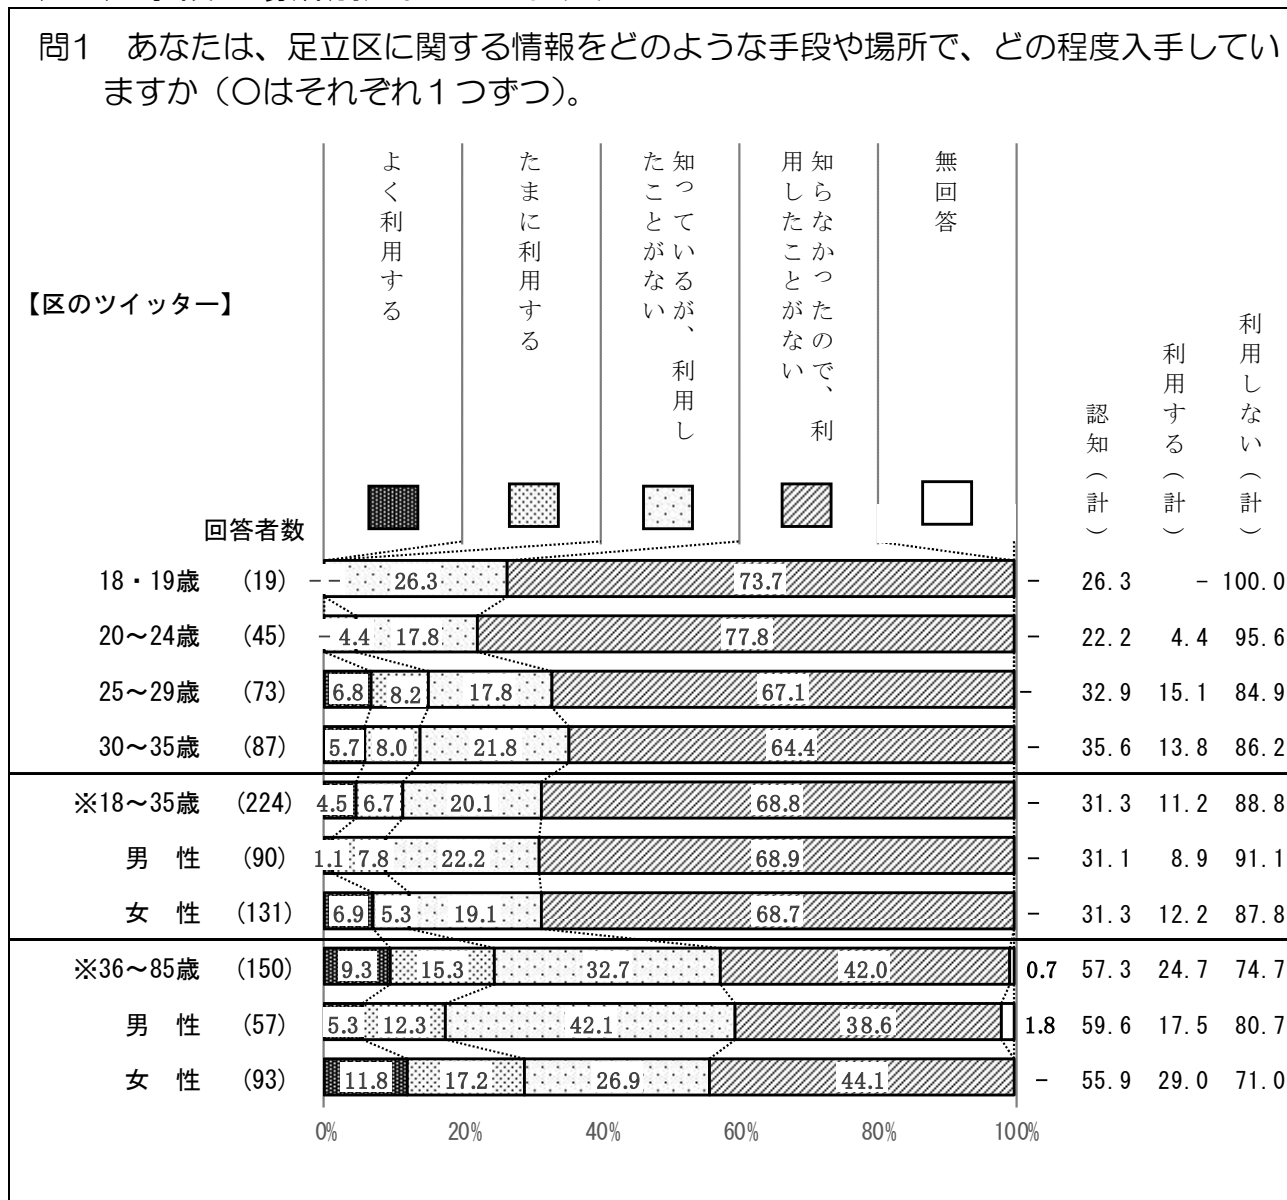 問1 あなたは、足立区に関する情報をどのような手段や場所で、どの程度入手してい
ますか（〇はそれぞれ１つずつ）。
よく利用する
たまに利用する
知っているが、利用し
たことがない
知らなかったので、利
用したことがない
無回答
【区のツイッター】
認知（計）
利用する（計）
利用しない（計）
回答者数
18・19歳 (19) - - 26.3 73.7 - 26.3 - 100.0
20～24歳 (45) - 4.4 17.8 77.8 - 22.2 4.4 95.6
25～29歳 (73) 6.8 8.2 17.8 67.1 - 32.9 15.1 84.9
30～35歳 (87) 5.7 8.0 21.8 64.4 - 35.6 13.8 86.2
※18～35歳 (224) 4.5 6.7 20.1 68.8 - 31.3 11.2 88.8
男 性 (90) 1.1 7.8 22.2 68.9 - 31.1 8.9 91.1
女 性 (131) 6.9 5.3 19.1 68.7 - 31.3 12.2 87.8
※36～85歳 (150) 9.3 15.3 32.7 42.0 0.7 57.3 24.7 74.7
男 性 (57) 5.3 12.3 42.1 38.6 1.8 59.6 17.5 80.7
女 性 (93) 11.8 17.2 26.9 44.1 - 55.9 29.0 71.0
0% 20% 40% 60% 80% 100%